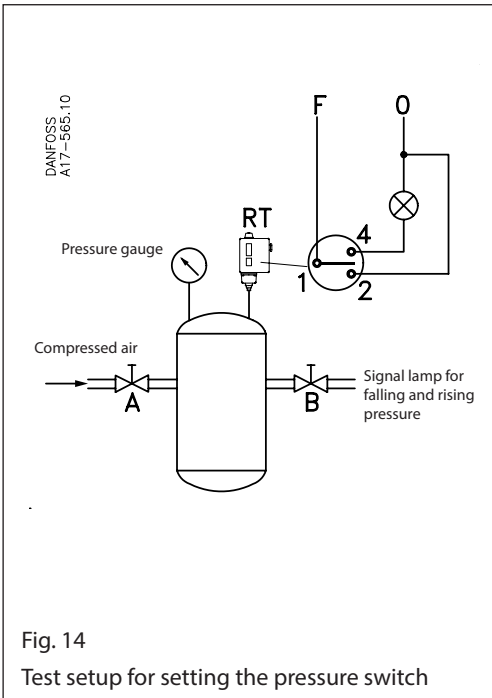 DANFOSS
A17-565.10
F
0
RT
4
1
2
Pressure gauge
Compressed air
A
B
Signal lamp for
falling and rising
pressure
Fig. 14
Test setup for setting the pressure switch